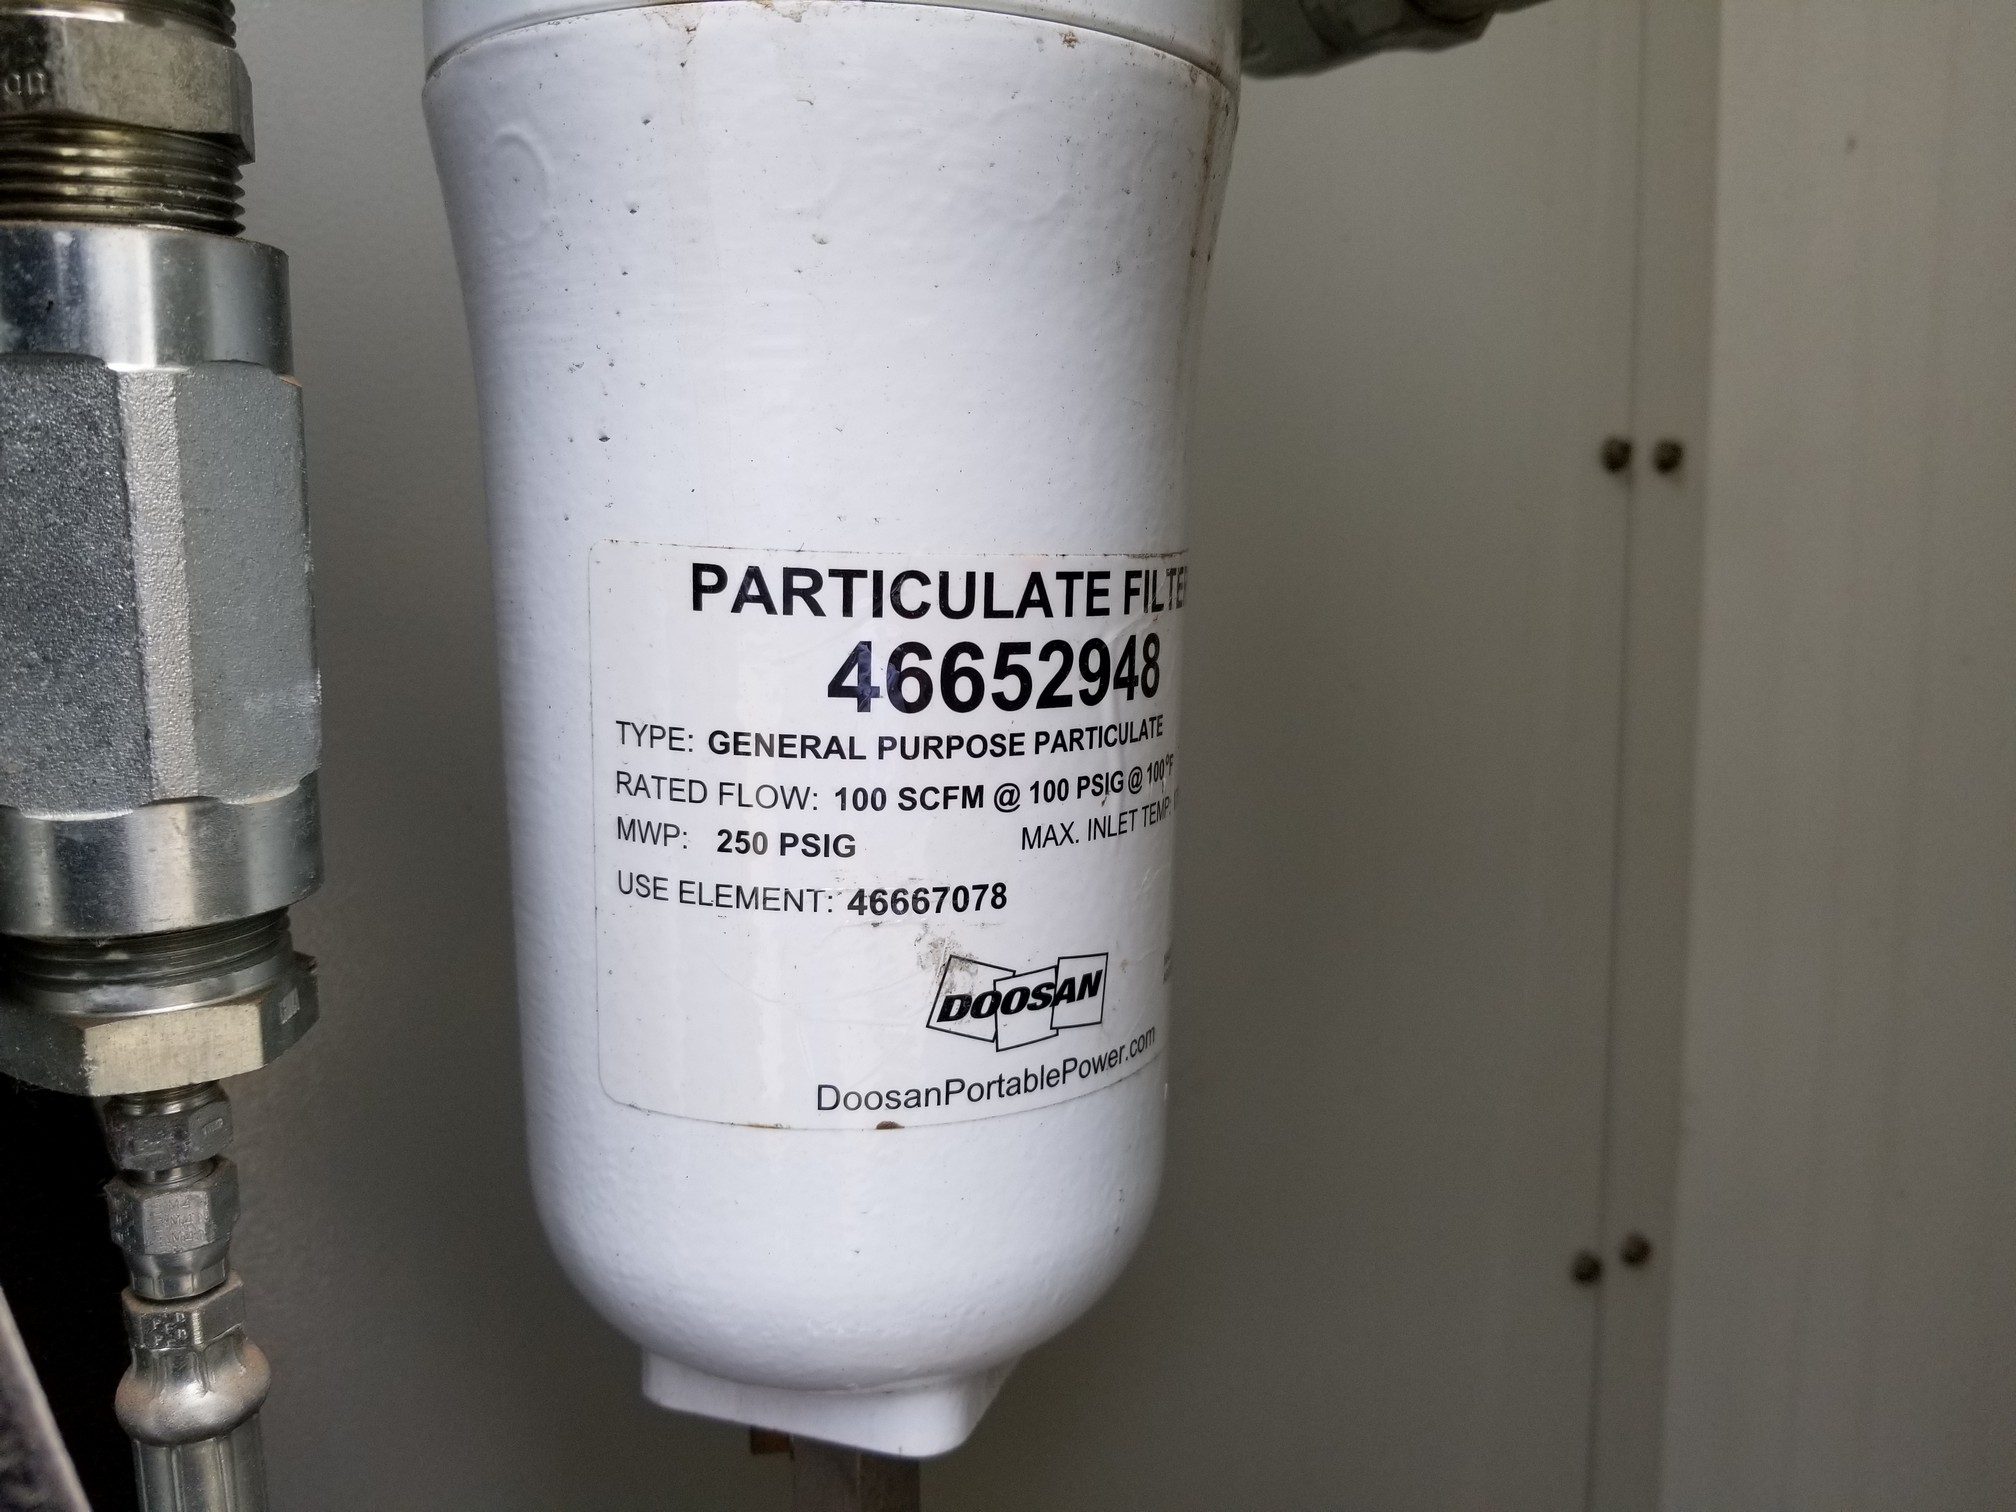 PARTICULATE FILTE
46652948
TYPE: GENERAL PURPOSE PARTICULATE
RATED FLOW: 100 SCFM @ 100 PSIG @ 100°F
MWP: 250 PSIG MAX. INLET TEMP:
USE ELEMENT: 46667078
DOOSAN
DoosanPortablePower.com